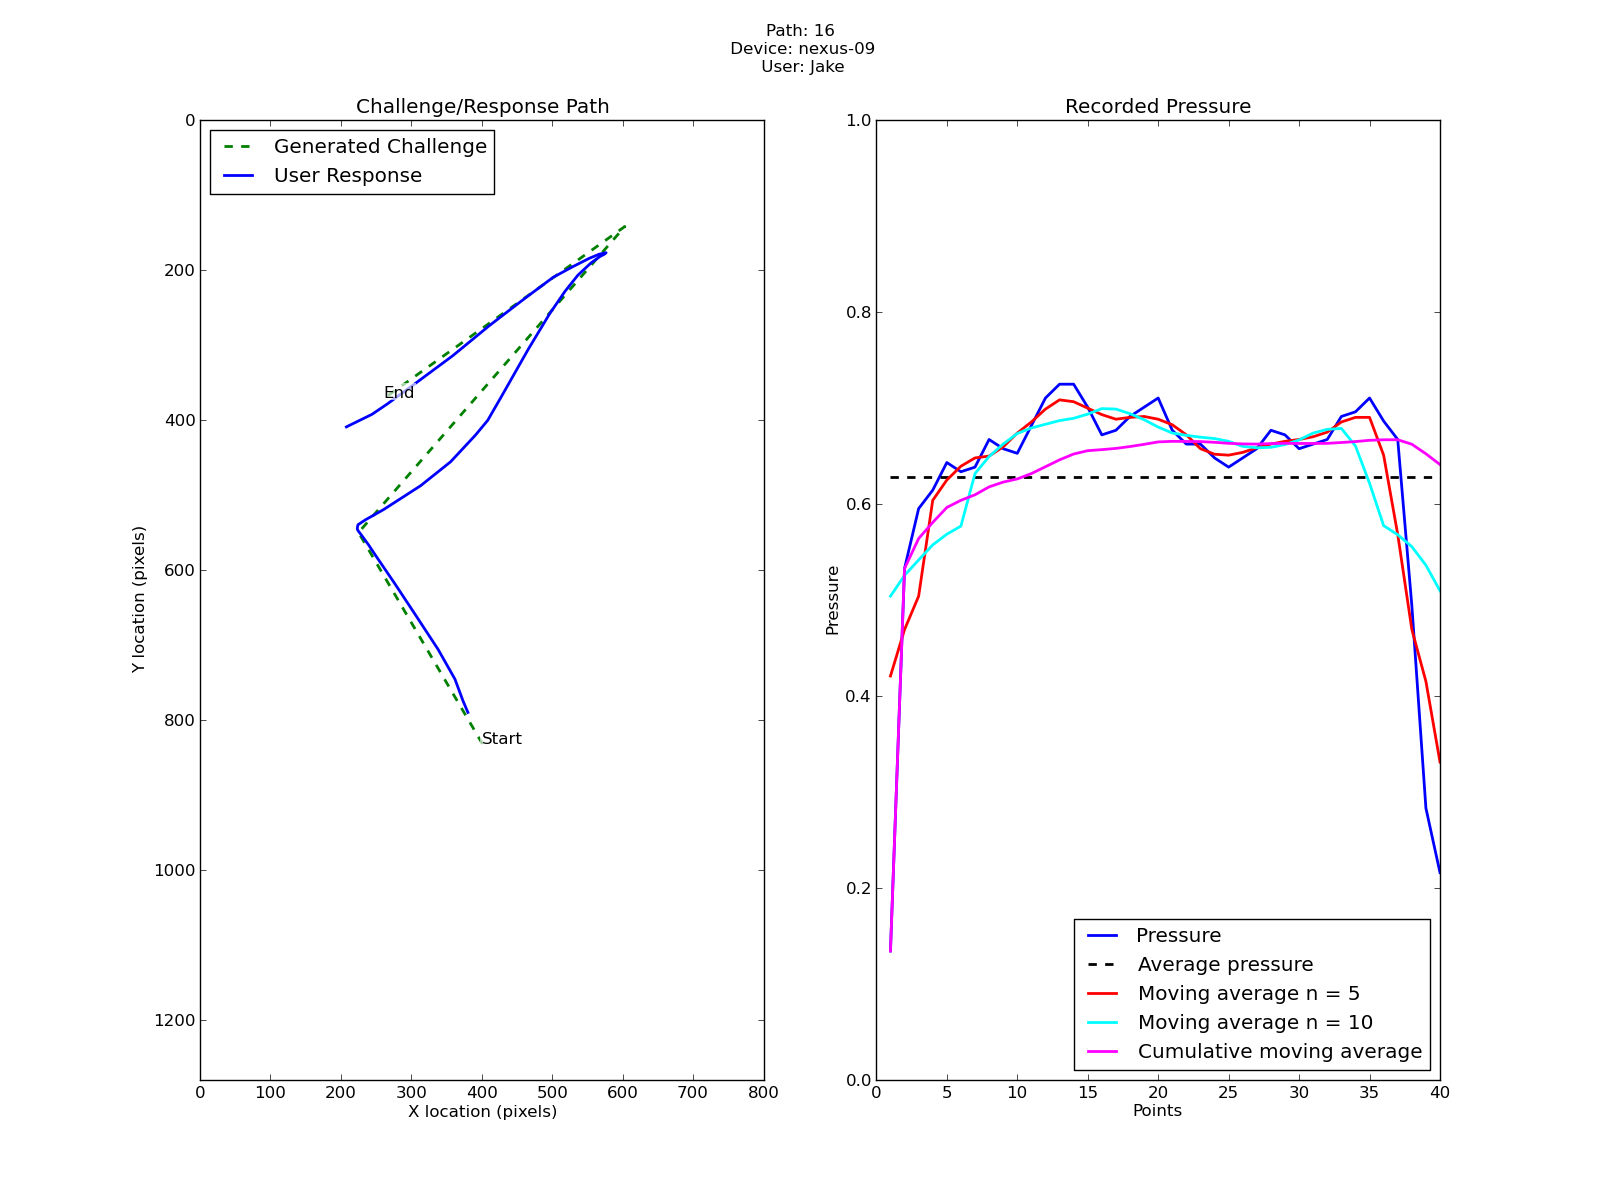 Path: 16
Device: nexus-09
User: Jake
Challenge/Response Path
Generated Challenge
User Response
End
Start
0
200
400
600
800
1000
1200
Y location (pixels)
0 100 200 300 400 500 600 700 800
X location (pixels)
Recorded Pressure
1.0
0.8
0.6
0.4
0.2
0.0
Pressure
Pressure
Average pressure
Moving average n = 5
Moving average n = 10
Cumulative moving average
0 5 10 15 20 25 30 35 40
Points